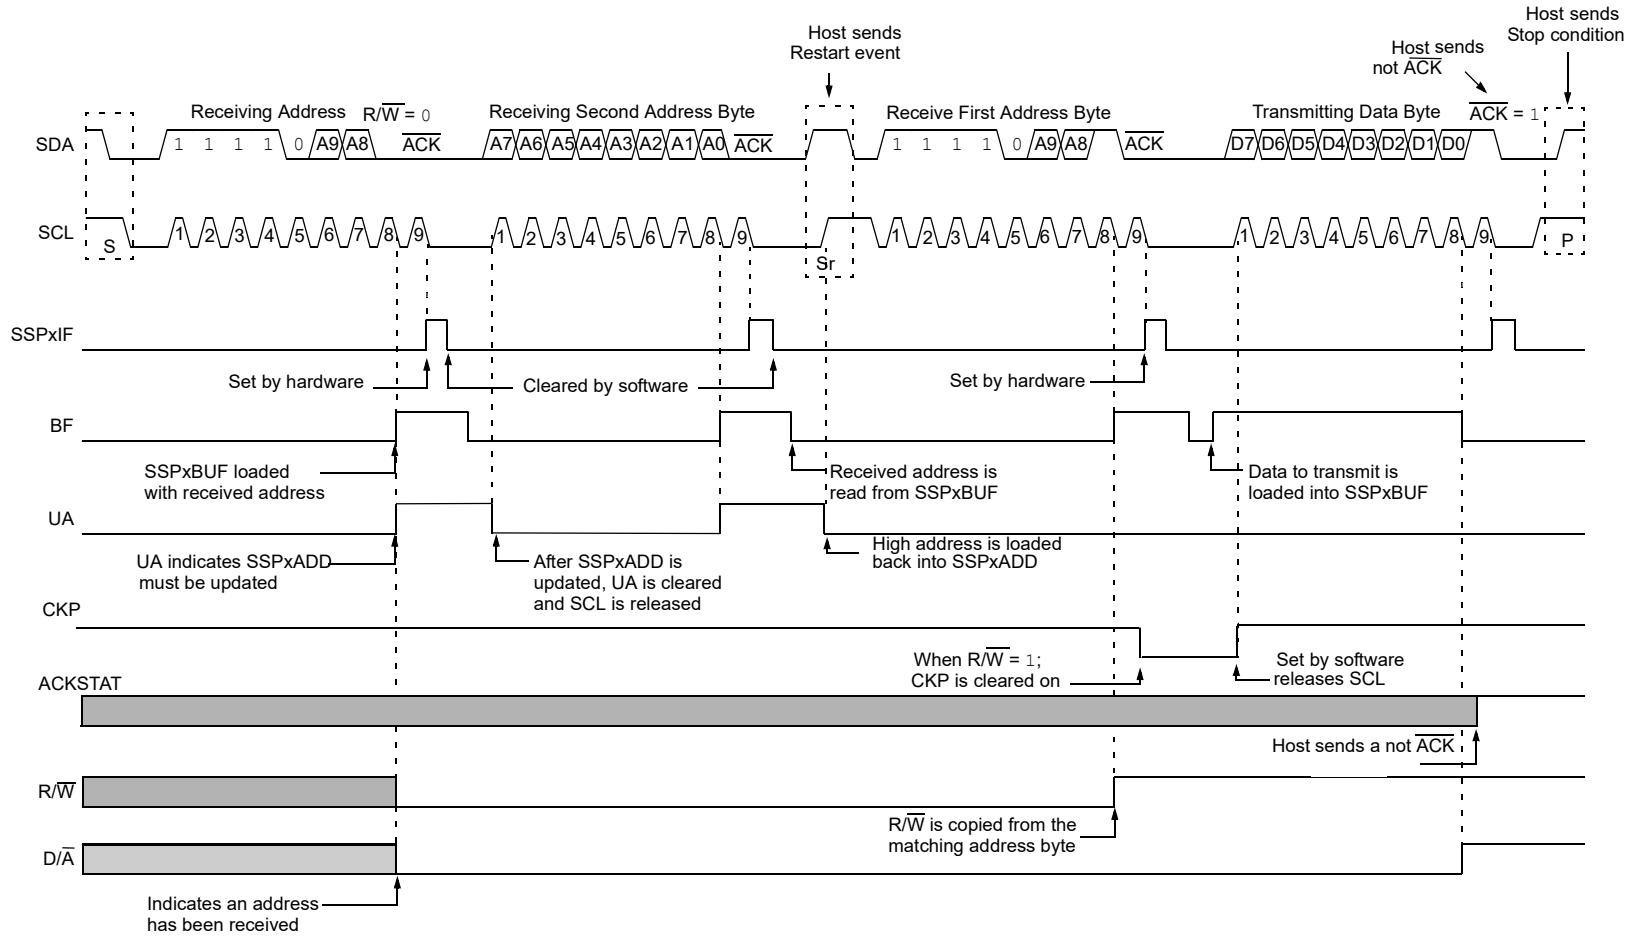 Host sends
Restart event
Host sends
Stop condition
Host sends
not ACK
Receiving Address R/W = 0
Receiving Second Address Byte
Receive First Address Byte
Transmitting Data Byte
ACK = 1
SDA 1 1 1 1 0 A9 A8 ACK A7 A6 A5 A4 A3 A2 A1 A0 ACK 1 1 1 1 0 A9 A8 ACK D7 D6 D5 D4 D3 D2 D1 D0
SCL S 1 2 3 4 5 6 7 8 9 1 2 3 4 5 6 7 8 9 Sr 1 2 3 4 5 6 7 8 9 1 2 3 4 5 6 7 8 9 P
SSPxIF
Set by hardware
Cleared by software
Set by hardware
BF
SSPxBUF loaded
with received address
Received address is
read from SSPxBUF
Data to transmit is
loaded into SSPxBUF
UA
UA indicates SSPxADD
must be updated
After SSPxADD is
updated, UA is cleared
and SCL is released
High address is loaded
back into SSPxADD
CKP
When R/W = 1;
CKP is cleared on
Set by software
releases SCL
ACKSTAT
Host sends a not ACK
R/W
R/W is copied from the
matching address byte
D/A
Indicates an address
has been received